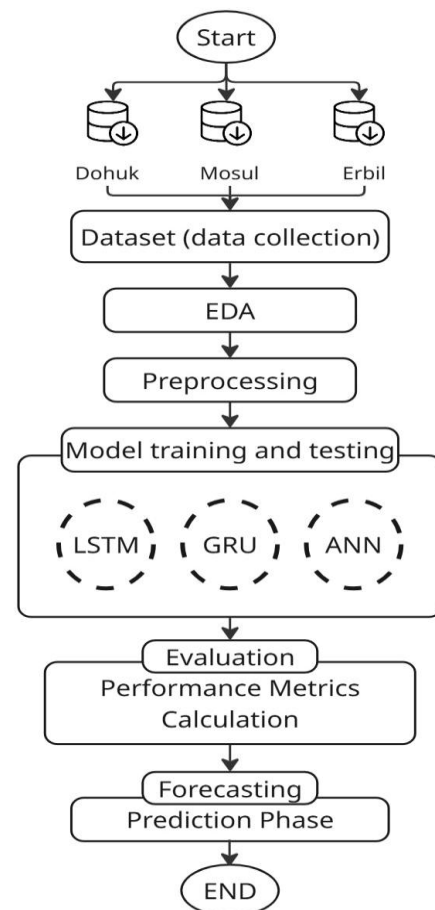 Start
Dohuk
Mosul
Erbil
Dataset (data collection)
EDA
Preprocessing
Model training and testing
LSTM
GRU
ANN
Evaluation
Performance Metrics
Calculation
Forecasting
Prediction Phase
END